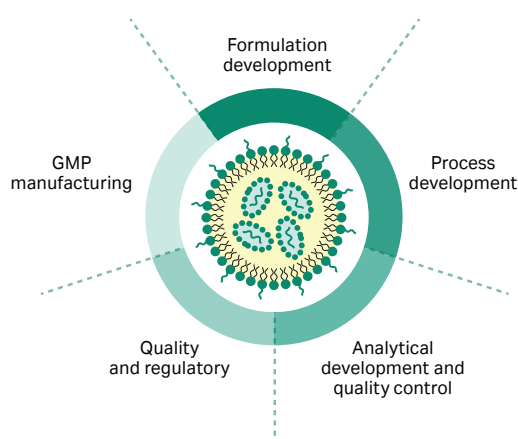 Formulation
development
Process
development
Analytical
development and
quality control
Quality
and regulatory
GMP
manufacturing